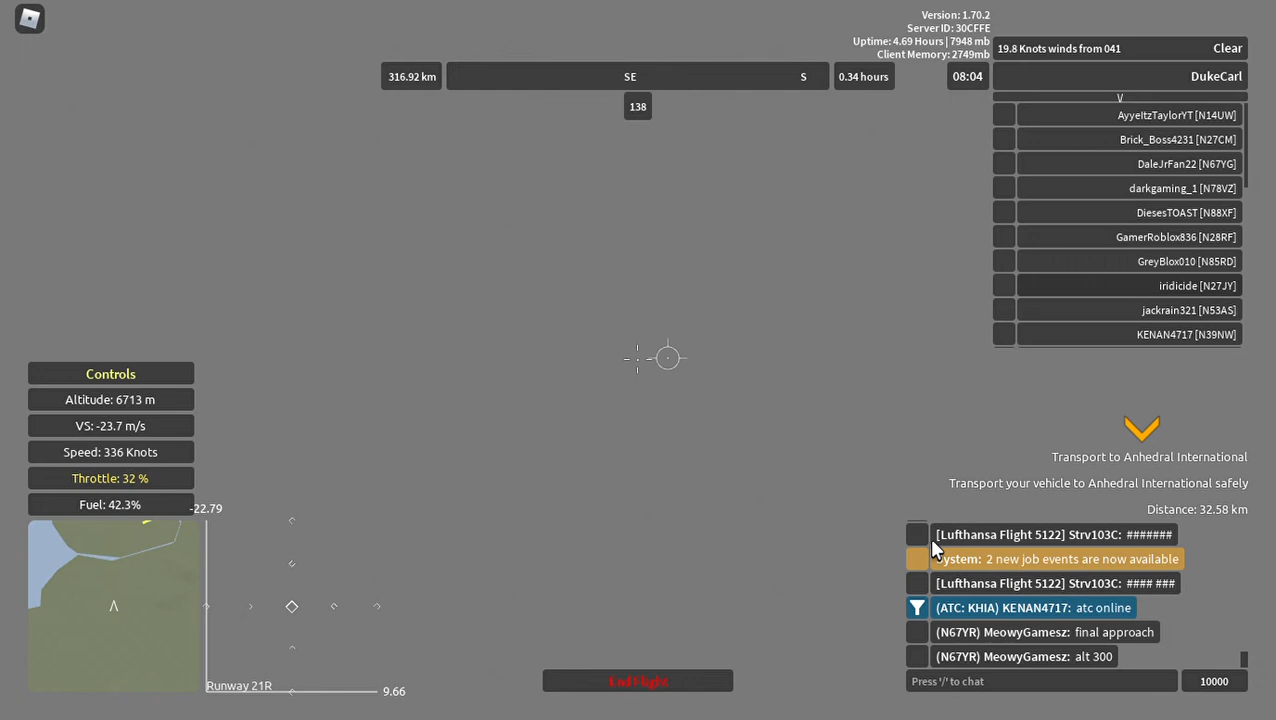 Version: 1.70.2
Server ID: 30CFFE
Uptime: 4.69 Hours | 7948 mb
Client Memory: 2749mb
19.8 Knots winds from 041 Clear
316.92 km SE S 0.34 hours 08:04 DukeCarl
138
V
AyyeItzTaylorYT [N14UW]
Brick_Boss4231 [N27CM]
DaleJrFan22 [N67YG]
darkgaming_1 [N78VZ]
DiesesTOAST [N88XF]
GamerRoblox836 [N28RF]
GreyBlox010 [N85RD]
iridicide [N27JY]
jackrain321 [N53AS]
KENAN4717 [N39NW]
Controls
Altitude: 6713 m
VS: -23.7 m/s
Speed: 336 Knots
Throttle: 32 %
Fuel: 42.3%
-22.79
Runway 21R
9.66
Transport to Anhedral International
Transport your vehicle to Anhedral International safely
Distance: 32.58 km
[Lufthansa Flight 5122] Strv103C: #######
ystem: 2 new job events are now available
[Lufthansa Flight 5122] Strv103C: #### ###
(ATC: KHIA) KENAN4717: atc online
(N67YR) MeowyGamesz: final approach
(N67YR) MeowyGamesz: alt 300
End Flight
Press '/' to chat 10000